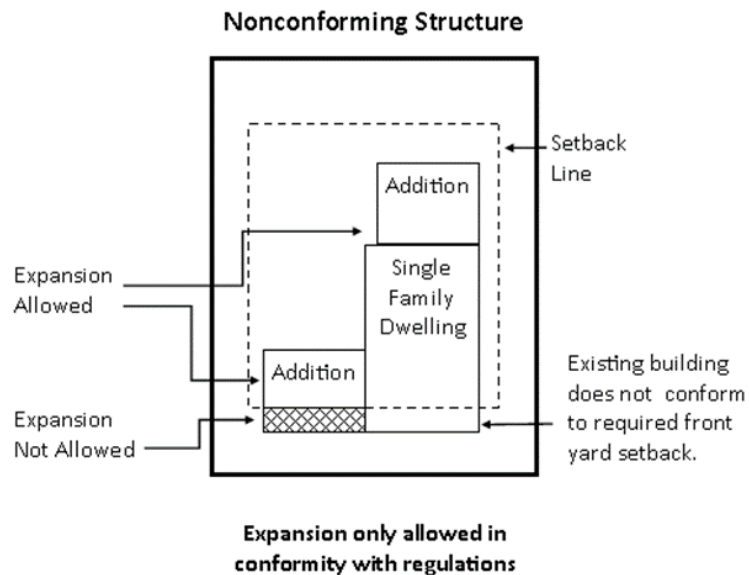 Nonconforming Structure
Setback
Line
Addition
Single
Family
Dwelling
Expansion
Allowed
Addition
Expansion
Not Allowed
Existing building
does not conform
to required front
yard setback.
Expansion only allowed in
conformity with regulations